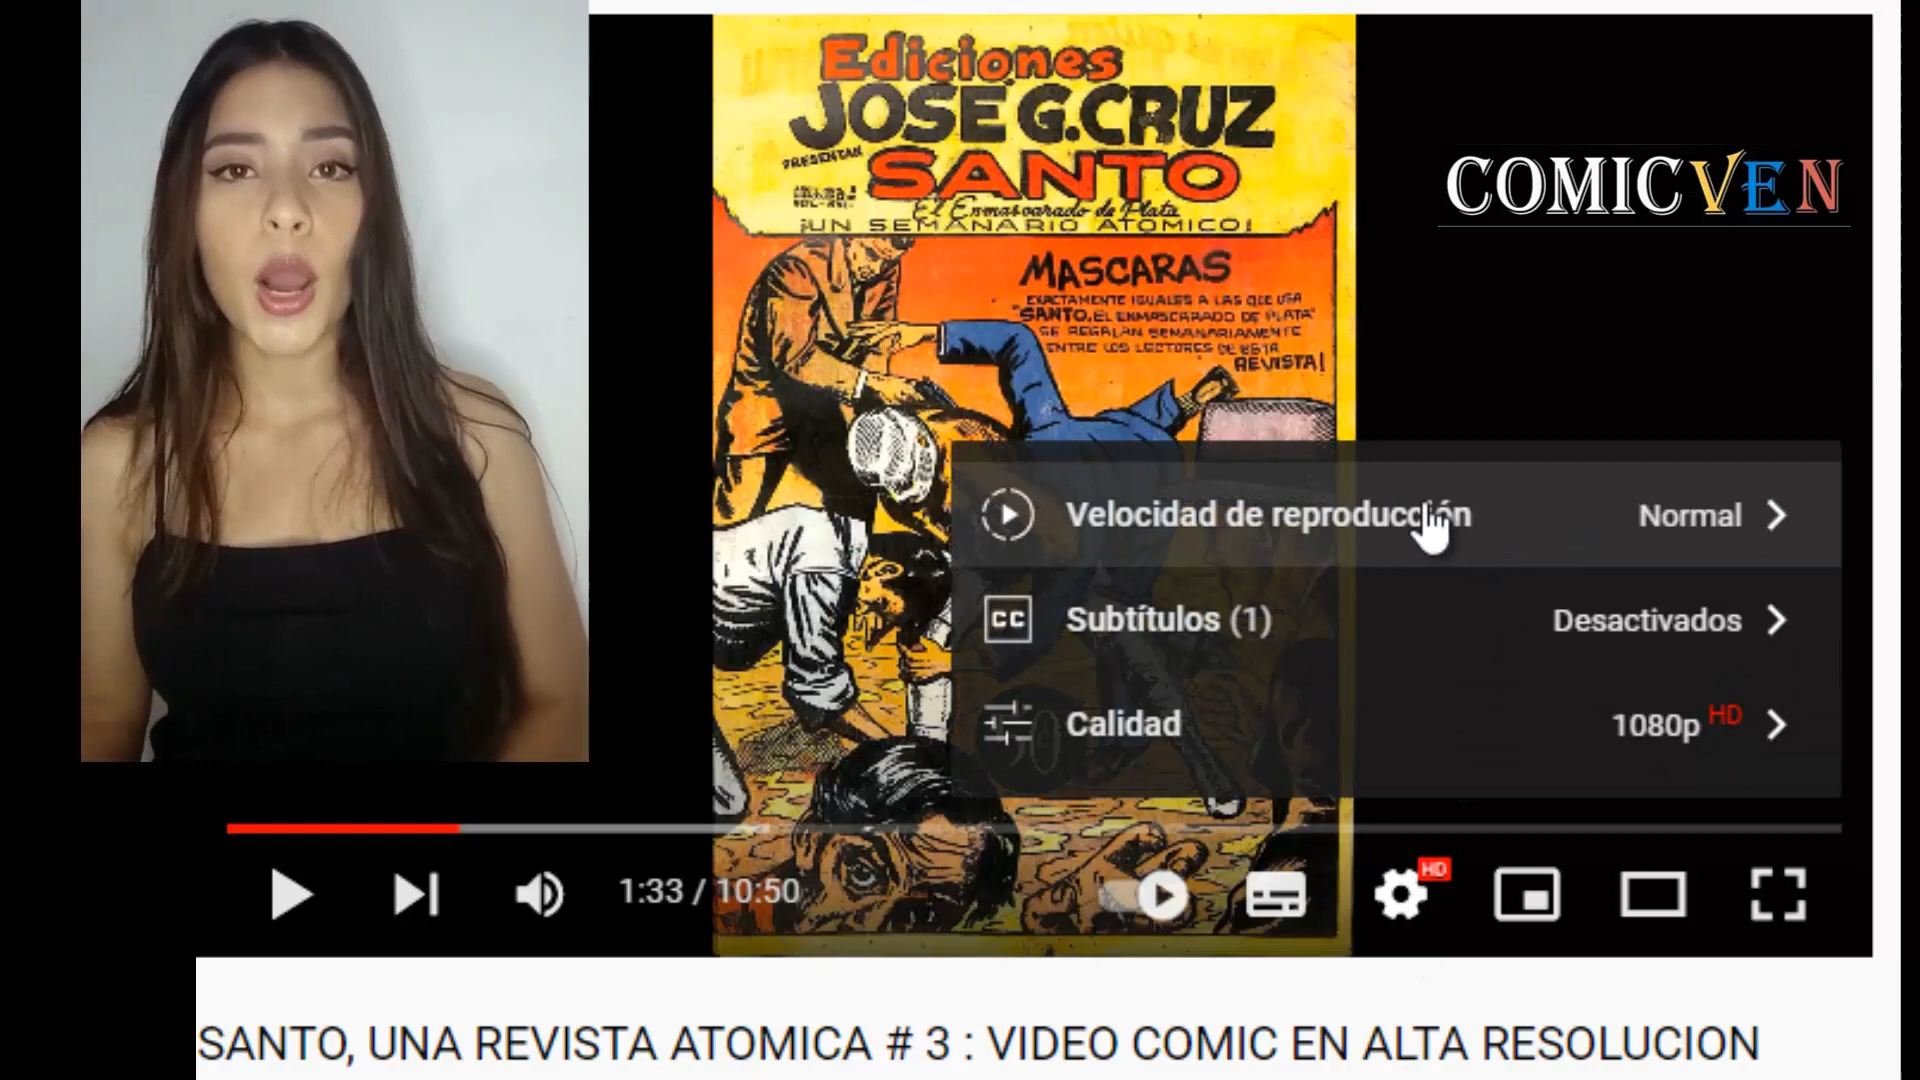 Ediciones
JOSE G. CRUZ
PRESENTAN
SANTO
El Enmascarado de Plata
¡UN SEMANARIO ATOMICO!
COMICVEN
MASCARAS
EXACTAMENTE IGUALES A LAS QUE USA
"SANTO, EL ENMASCARADO DE PLATA"
SE REGALAN SEMANARIAMENTE
ENTRE LOS LECTORES DE ESTA
REVISTA!
Velocidad de reproducción Normal
CC Subtítulos (1) Desactivados
Calidad 1080p HD
1:33 / 10:50
HD
SANTO, UNA REVISTA ATOMICA # 3 : VIDEO COMIC EN ALTA RESOLUCION